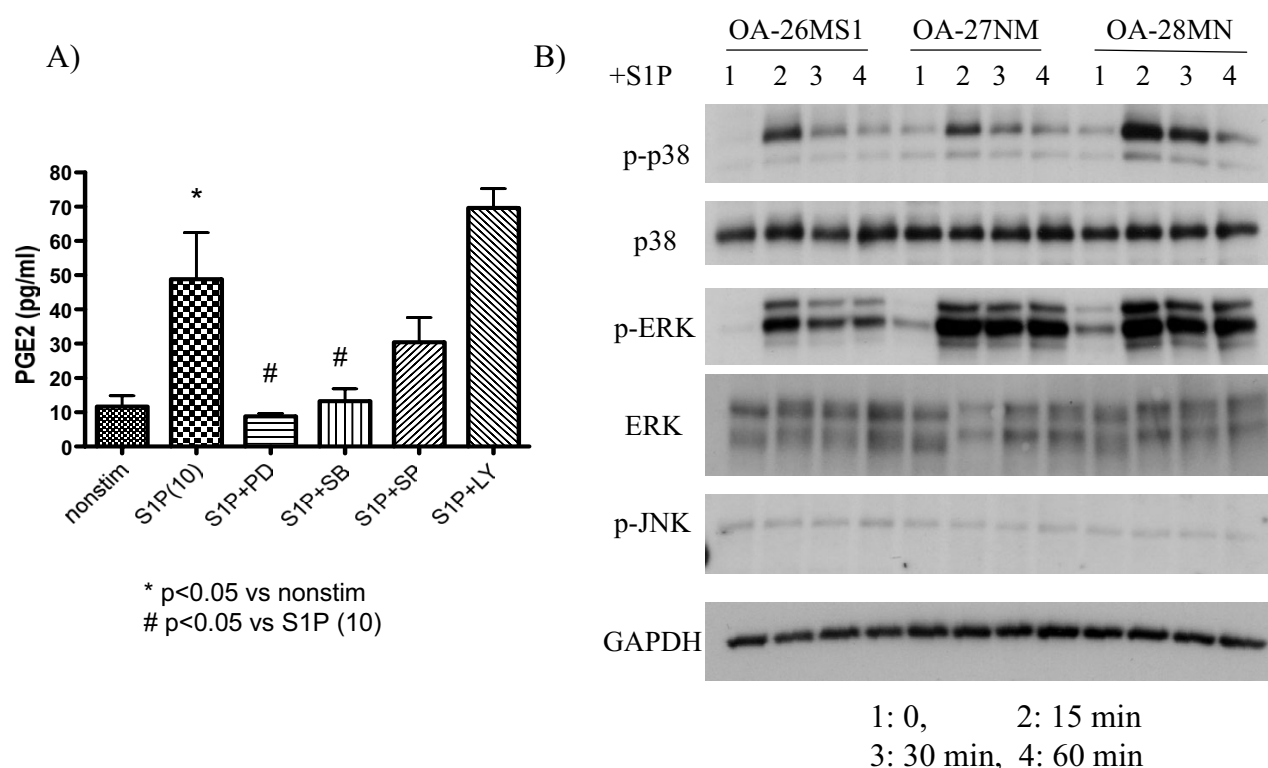 A)
PGE2 (pg/ml)
80
70
60
50
40
30
20
10
0
*
#
#
nonstim
S1P(10)
S1P+PD
S1P+SB
S1P+SP
S1P+LY
* p<0.05 vs nonstim
# p<0.05 vs S1P (10)
B)
OA-26MS1 OA-27NM OA-28MN
+S1P 1 2 3 4 1 2 3 4 1 2 3 4
p-p38
p38
p-ERK
ERK
p-JNK
GAPDH
1: 0, 2: 15 min
3: 30 min, 4: 60 min